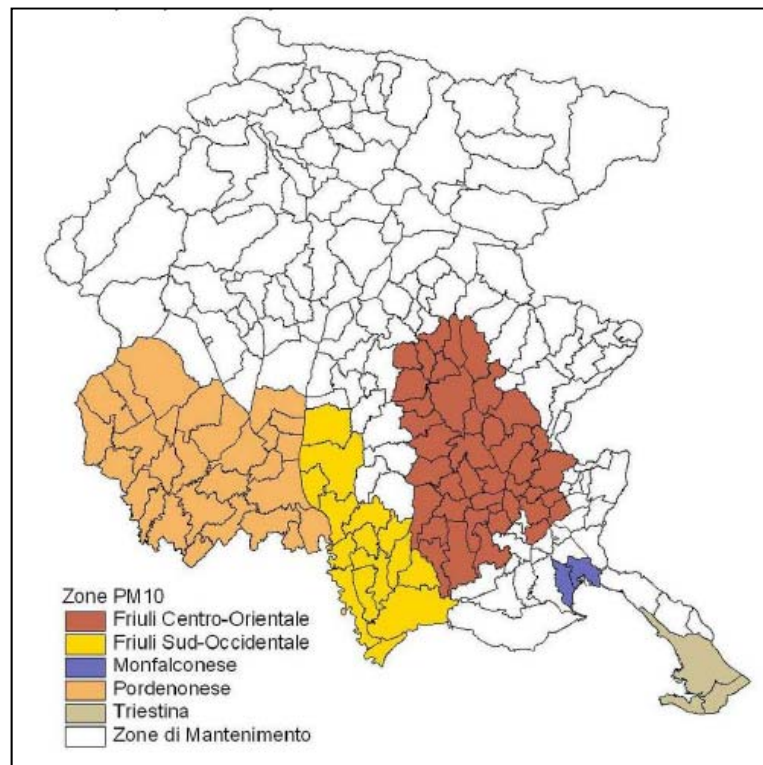 Zone PM10
Friuli Centro-Orientale
Friuli Sud-Occidentale
Monfalconese
Pordenonese
Triestina
Zone di Mantenimento